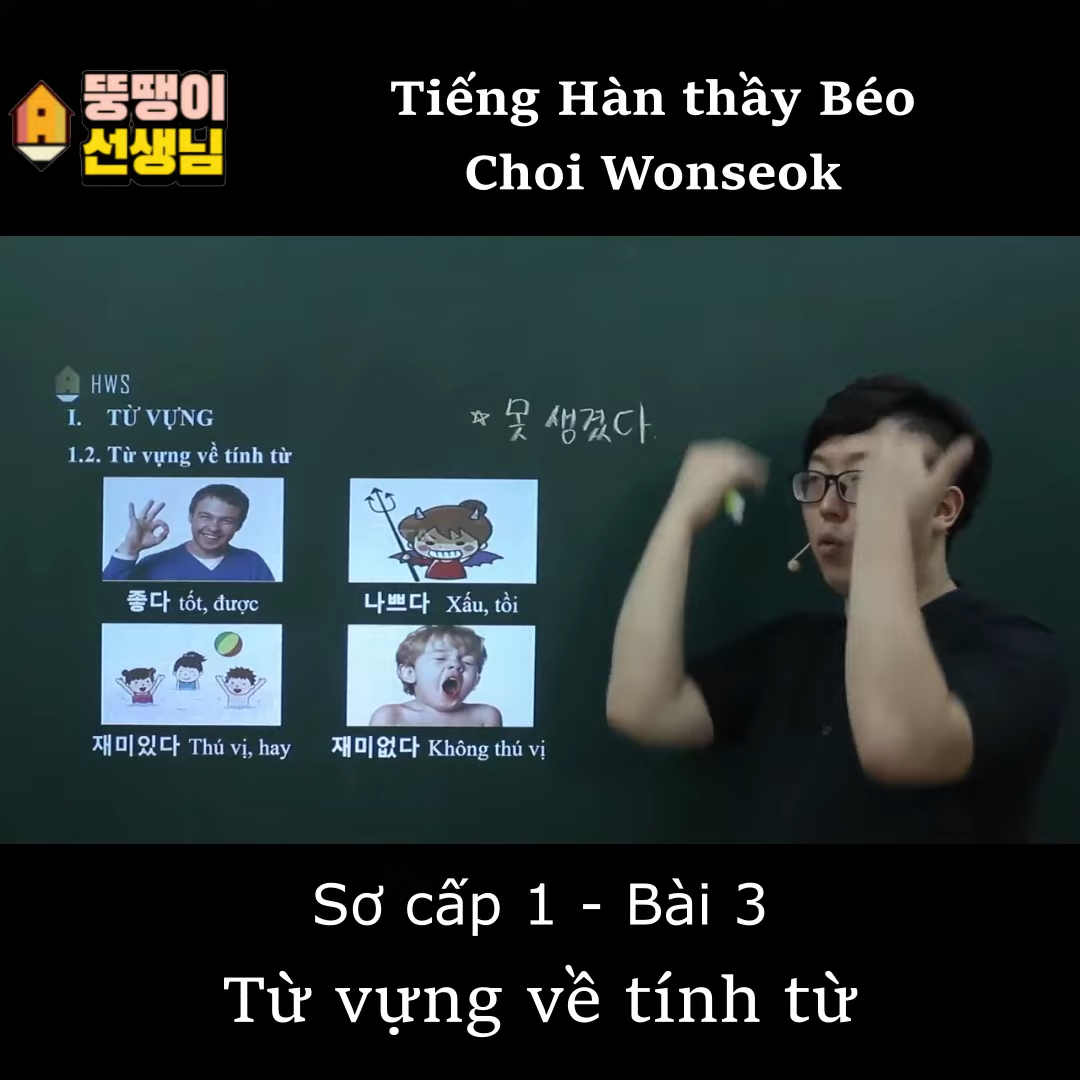 뚱땡이
선생님
Tiếng Hàn thầy Béo
Choi Wonseok
HWS
I. TỪ VỰNG
1.2. Từ vựng về tính từ
☆ 못 생겼다.
좋다 tốt, được
나쁘다 Xấu, tồi
재미있다 Thú vị, hay
재미없다 Không thú vị
Sơ cấp 1 - Bài 3
Từ vựng về tính từ